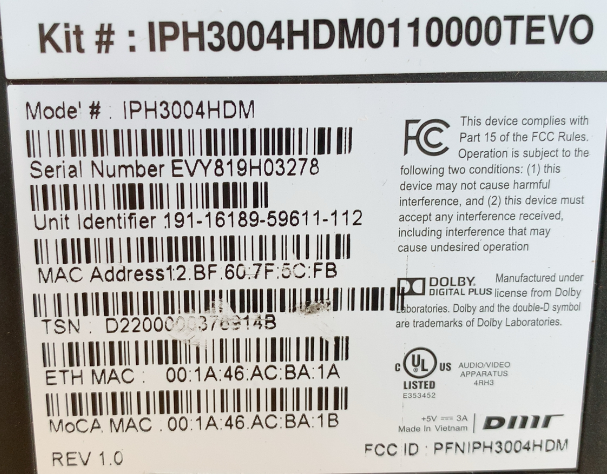 Kit # : IPH3004HDM0110000TEVO
Model # : IPH3004HDM
Serial Number EVY819H03278
Unit Identifier :191-16189-59611-112
MAC Address12.BF.60:7F:5C:FB
TSN : D2200000376914B
ETH MAC : 00:1A:46:AC:BA:1A
MoCA MAC . 00:1A:46:AC:BA:1B
REV 1.0
FC
This device complies with
Part 15 of the FCC Rules.
Operation is subject to the
following two conditions: (1) this
device may not cause harmful
interference, and (2) this device must
accept any interference received,
including interference that may
cause undesired operation
DOLBY.
DIGITAL PLUS
Manufactured under
license from Dolby
Laboratories. Dolby and the double-D symbol
are trademarks of Dolby Laboratories.
C UL US
LISTED
E353452
AUDIO/VIDEO
APPARATUS
4RH3
+5V ⎓ 3A
Made in Vietnam
DMR
FCC ID : PFNIPH3004HDM